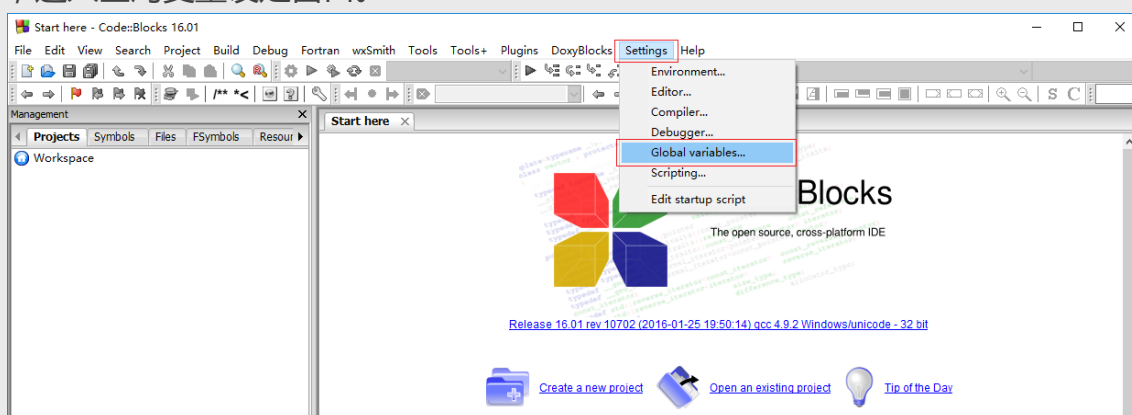 Start here - Code::Blocks 16.01
File Edit View Search Project Build Debug Fortran wxSmith Tools Tools+ Plugins DoxyBlocks Settings Help
Environment...
Editor...
Compiler...
Debugger...
Global variables...
Scripting...
Edit startup script
/** *<
S C
Management
Projects Symbols Files FSymbols Resour
Workspace
Start here
Blocks
The open source, cross-platform IDE
Release 16.01 rev 10702 (2016-01-25 19:50:14) gcc 4.9.2 Windows/unicode - 32 bit
Create a new project Open an existing project Tip of the Day